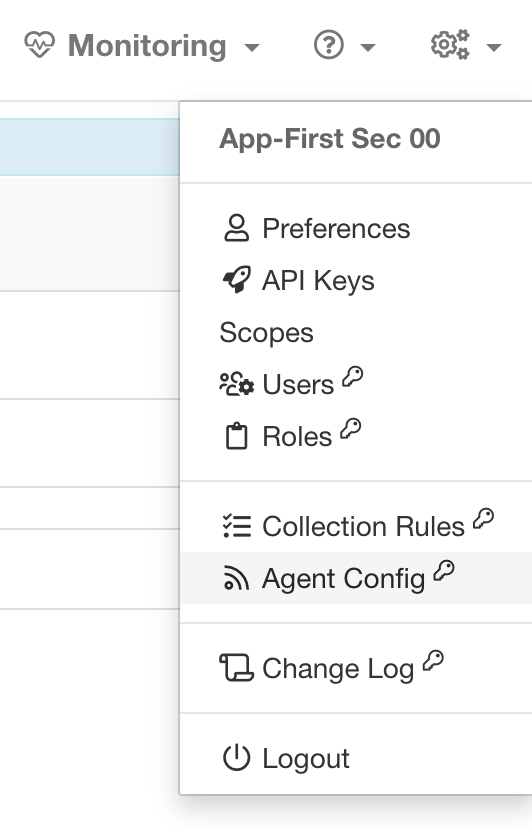 Monitoring
App-First Sec 00
Preferences
API Keys
Scopes
Users
Roles
Collection Rules
Agent Config
Change Log
Logout